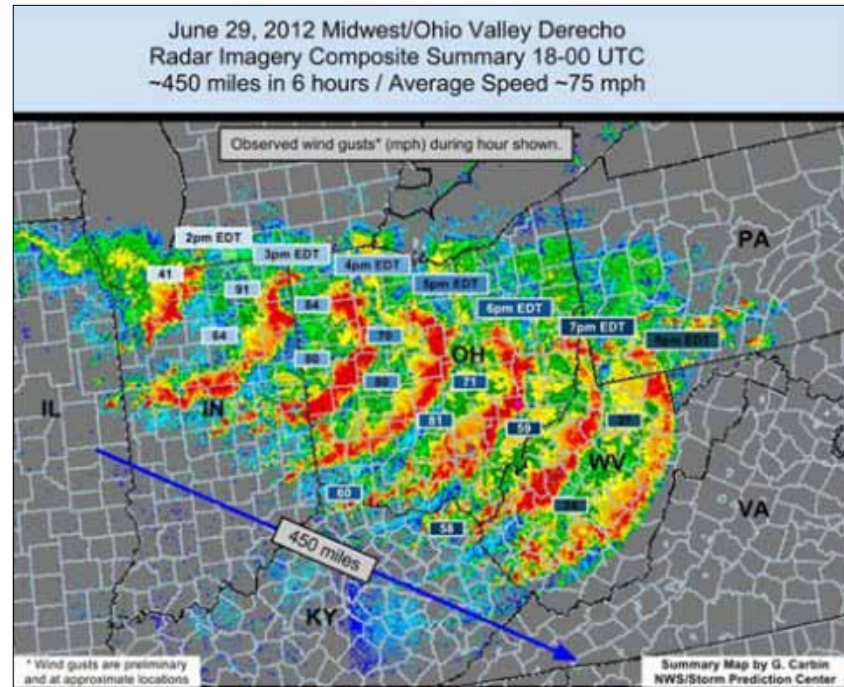 June 29, 2012 Midwest/Ohio Valley Derecho
Radar Imagery Composite Summary 18-00 UTC
~450 miles in 6 hours / Average Speed ~75 mph
Observed wind gusts* (mph) during hour shown.
PA
2pm EDT
3pm EDT
4pm EDT
41
91
5pm EDT
6pm EDT
7pm EDT
8pm EDT
64
OH
71
IL
IN
81
59
WV
60
58
VA
450 miles
KY
* Wind gusts are preliminary
and at approximate locations
Summary Map by G. Carbin
NWS/Storm Prediction Center